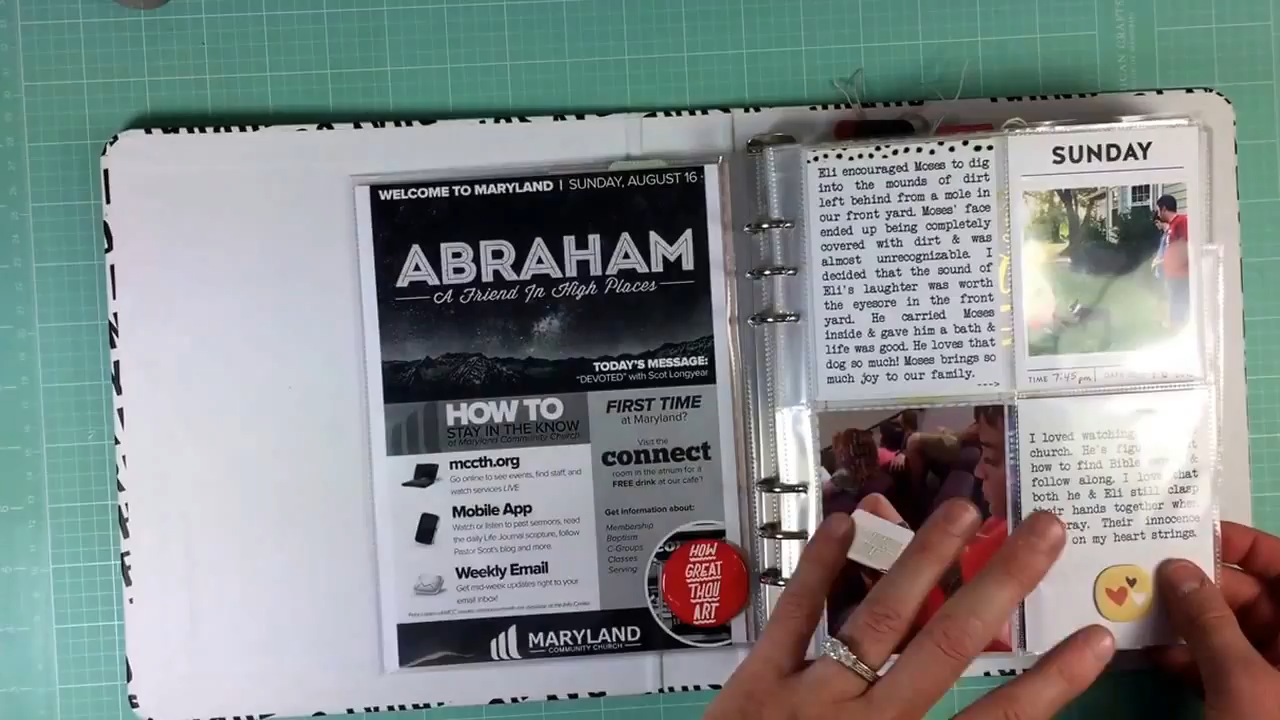 WELCOME TO MARYLAND | SUNDAY, AUGUST 16
ABRAHAM
A Friend In High Places
TODAY'S MESSAGE:
"DEVOTED" with Scot Longyear
HOW TO
STAY IN THE KNOW
at Maryland Community Church
mccth.org
Go online to see events, find staff, and
watch services LIVE
Mobile App
Watch or listen to past sermons, read
the daily Life Journal scripture, follow
Pastor Scot's blog and more.
Weekly Email
Get mid-week updates right to your
email inbox!
FIRST TIME
at Maryland?
Visit the
connect
room in the atrium for a
FREE drink at our cafe!
Get information about:
Membership
Baptism
C-Groups
Classes
Serving
HOW
GREAT
THOU
ART
MARYLAND
COMMUNITY CHURCH
Eli encouraged Moses to dig
into the mounds of dirt
left behind from a mole in
our front yard. Moses' face
ended up being completely
covered with dirt & was
almost unrecognizable. I
decided that the sound of
Eli's laughter was worth
the eyesore in the front
yard. He carried Moses
inside & gave him a bath &
life was good. He loves that
dog so much! Moses brings so
much joy to our family.
--->
SUNDAY
TIME 7:45 pm
I loved watching
church. He's
how to find Bible &
follow along. I love that
both he & Eli still clasp
their hands together when
Their innocence
on my heart strings.